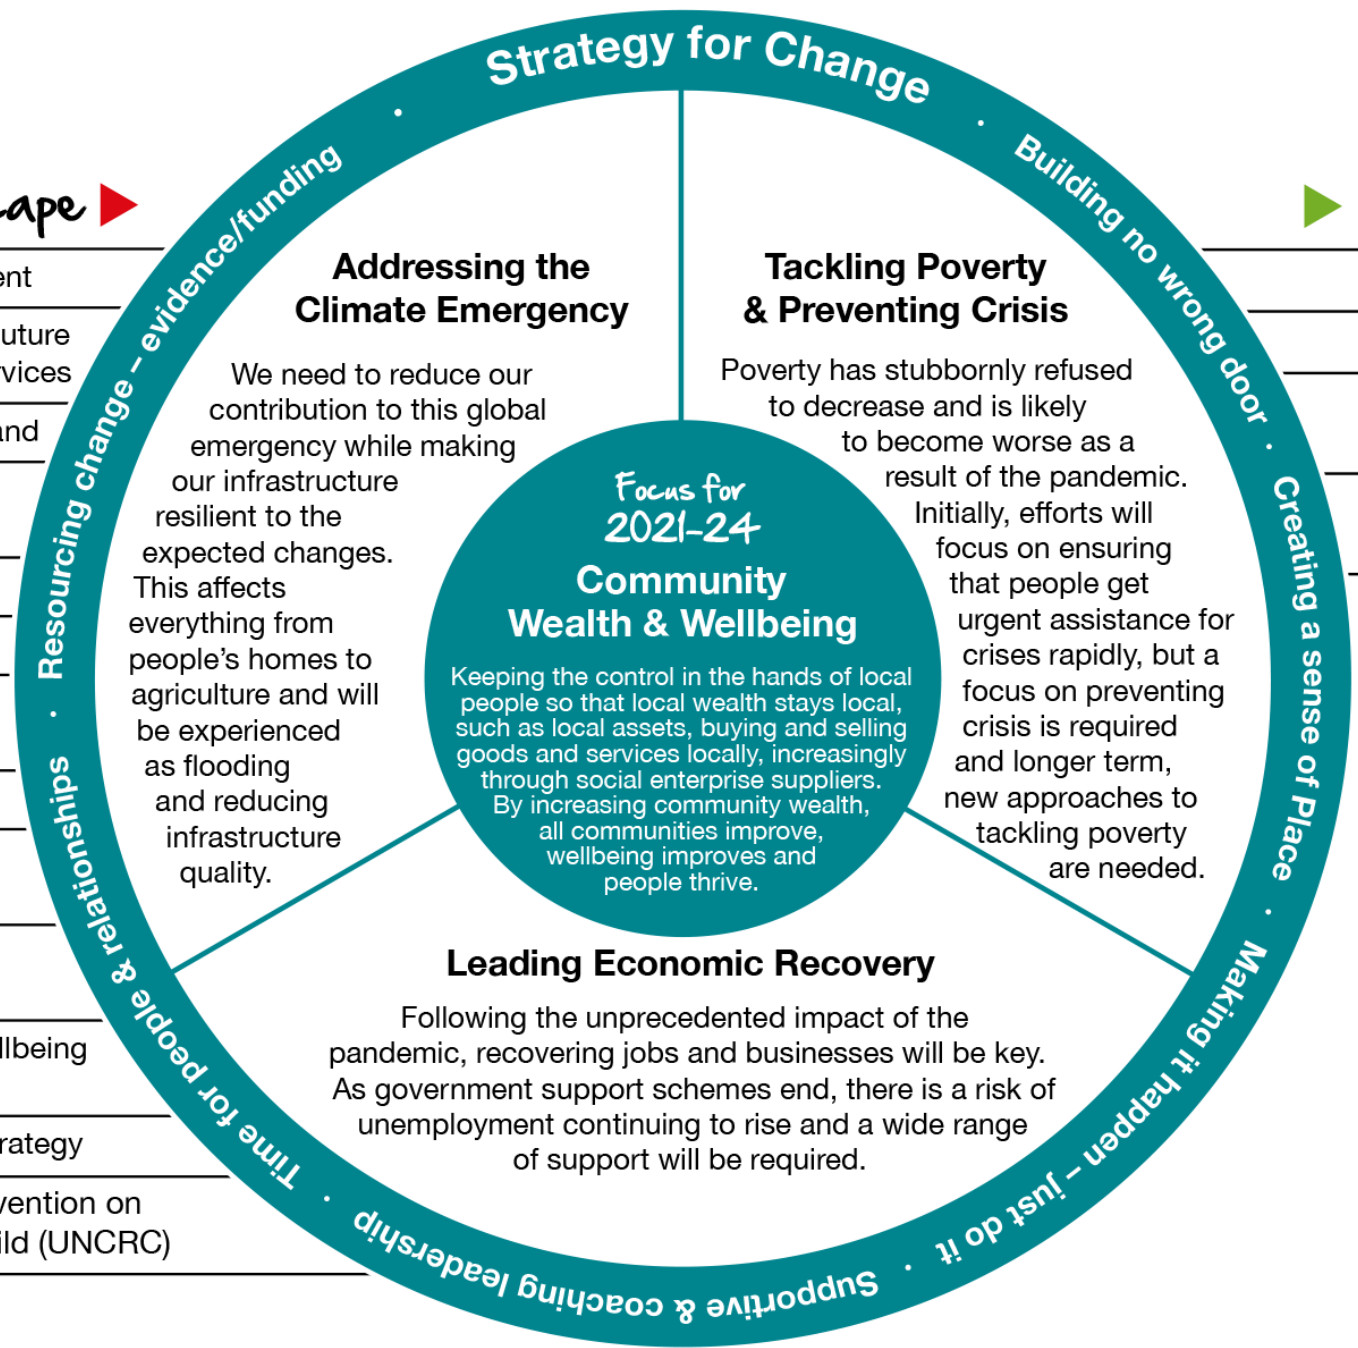 Strategy for Change
Building no wrong door
Creating a sense of Place
Making it happen – just do it
Supportive & coaching leadership
Time for people & relationships
Resourcing change – evidence/funding
Addressing the
Climate Emergency
We need to reduce our
contribution to this global
emergency while making
our infrastructure
resilient to the
expected changes.
This affects
everything from
people’s homes to
agriculture and will
be experienced
as flooding
and reducing
infrastructure
quality.
Tackling Poverty
& Preventing Crisis
Poverty has stubbornly refused
to decrease and is likely
to become worse as a
result of the pandemic.
Initially, efforts will
focus on ensuring
that people get
urgent assistance for
crises rapidly, but a
focus on preventing
crisis is required
and longer term,
new approaches to
tackling poverty
are needed.
Focus for
2021-24
Community
Wealth & Wellbeing
Keeping the control in the hands of local
people so that local wealth stays local,
such as local assets, buying and selling
goods and services locally, increasingly
through social enterprise suppliers.
By increasing community wealth,
all communities improve,
wellbeing improves and
people thrive.
Leading Economic Recovery
Following the unprecedented impact of the
pandemic, recovering jobs and businesses will be key.
As government support schemes end, there is a risk of
unemployment continuing to rise and a wide range
of support will be required.
ape
ent
uture
vices
and
llbeing
rategy
vention on
ild (UNCRC)